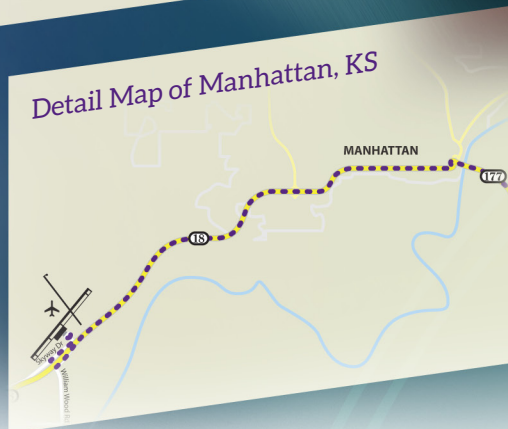 Detail Map of Manhattan, KS
MANHATTAN
177
18
Skyway Dr
William Wood Rd